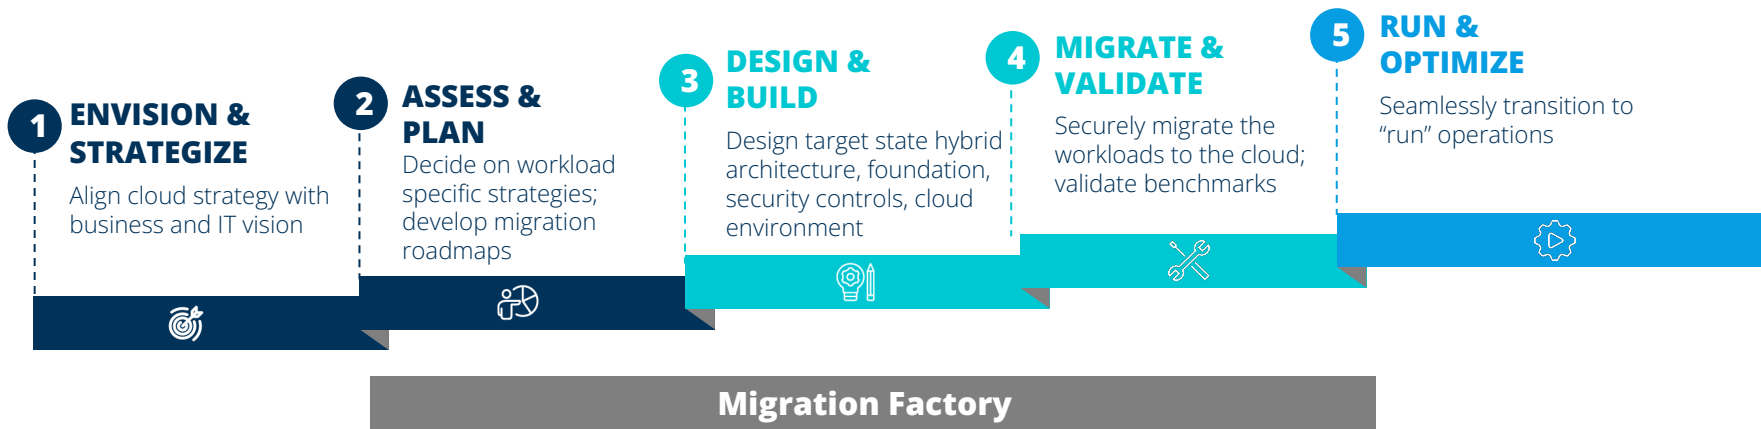 1
ENVISION &
STRATEGIZE
Align cloud strategy with
business and IT vision
2
ASSESS &
PLAN
Decide on workload
specific strategies;
develop migration
roadmaps
3
DESIGN &
BUILD
Design target state hybrid
architecture, foundation,
security controls, cloud
environment
4
MIGRATE &
VALIDATE
Securely migrate the
workloads to the cloud;
validate benchmarks
5
RUN &
OPTIMIZE
Seamlessly transition to
“run” operations
Migration Factory